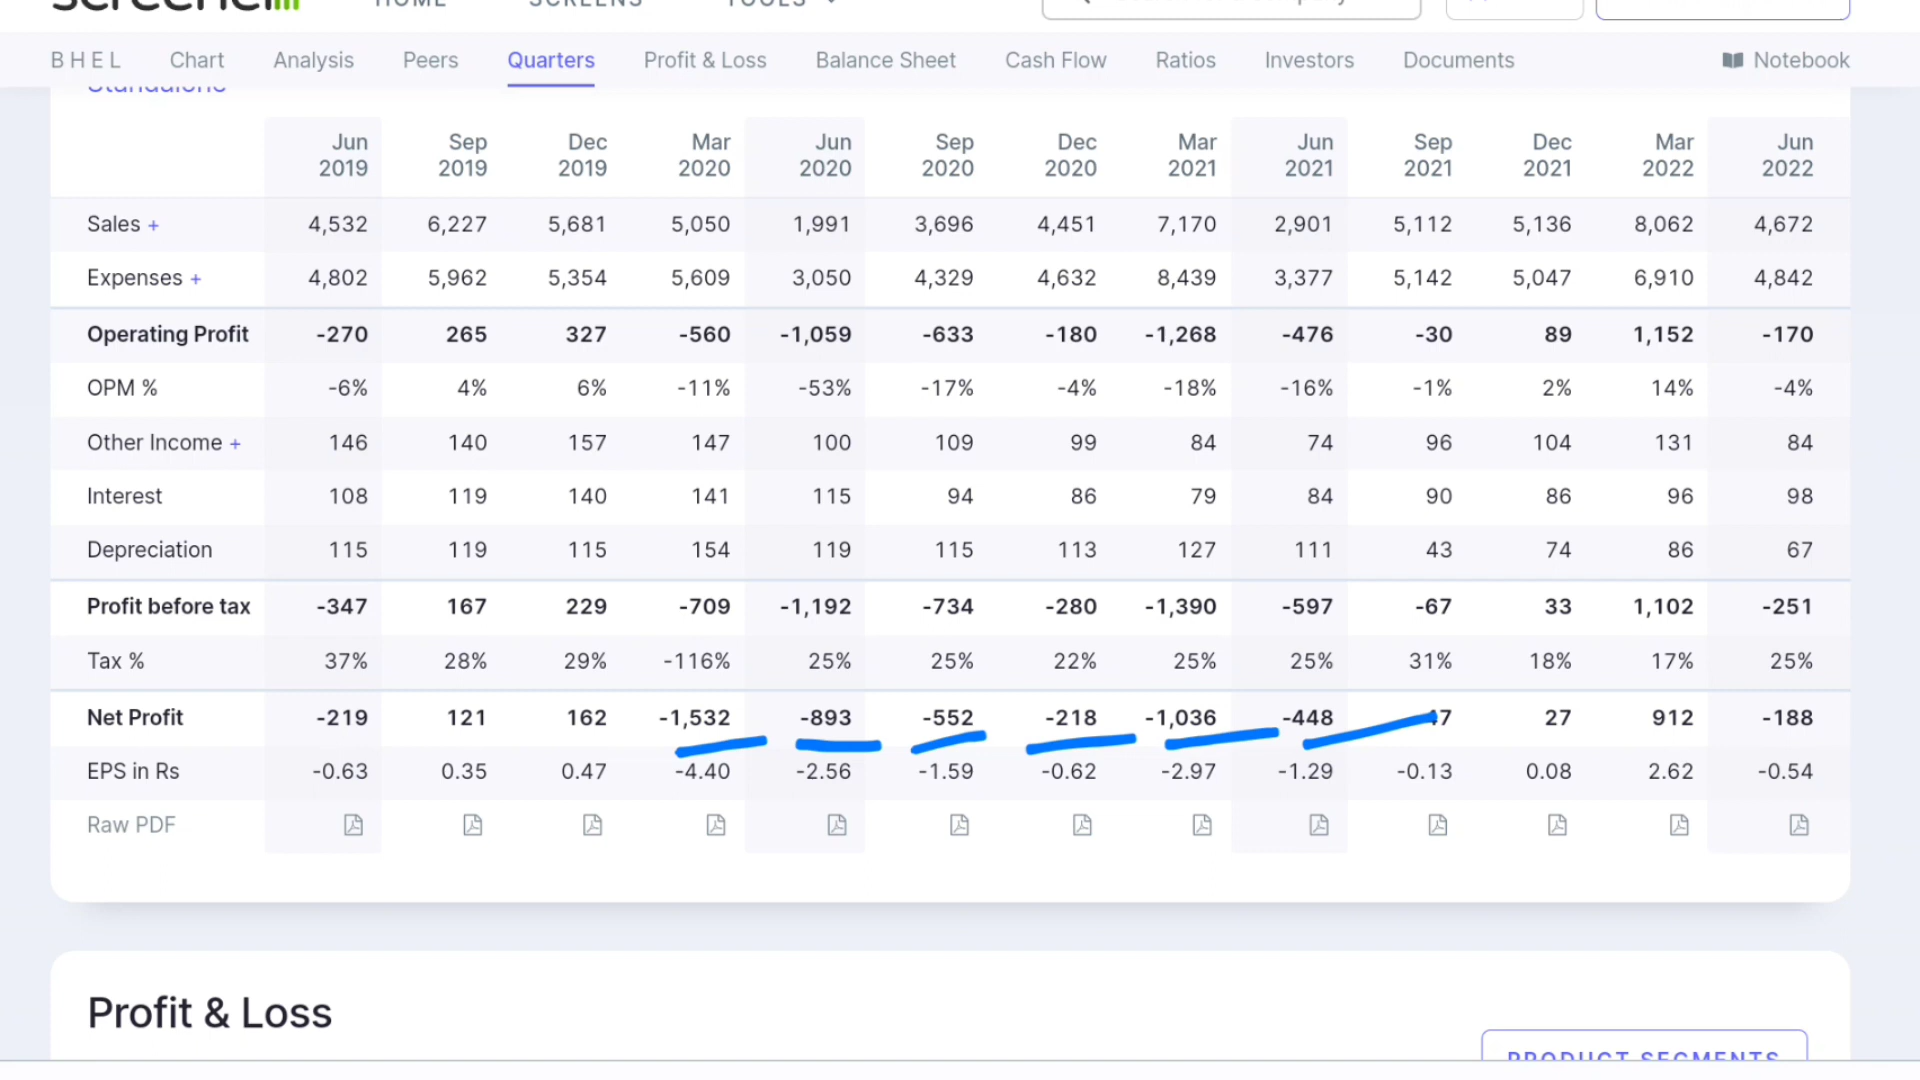 screener
HOME SCREENS TOOLS
BHEL Chart Analysis Peers Quarters Profit & Loss Balance Sheet Cash Flow Ratios Investors Documents Notebook
Standalone
Jun 2019 Sep 2019 Dec 2019 Mar 2020 Jun 2020 Sep 2020 Dec 2020 Mar 2021 Jun 2021 Sep 2021 Dec 2021 Mar 2022 Jun 2022
Sales + 4,532 6,227 5,681 5,050 1,991 3,696 4,451 7,170 2,901 5,112 5,136 8,062 4,672
Expenses + 4,802 5,962 5,354 5,609 3,050 4,329 4,632 8,439 3,377 5,142 5,047 6,910 4,842
Operating Profit -270 265 327 -560 -1,059 -633 -180 -1,268 -476 -30 89 1,152 -170
OPM % -6% 4% 6% -11% -53% -17% -4% -18% -16% -1% 2% 14% -4%
Other Income + 146 140 157 147 100 109 99 84 74 96 104 131 84
Interest 108 119 140 141 115 94 86 79 84 90 86 96 98
Depreciation 115 119 115 154 119 115 113 127 111 43 74 86 67
Profit before tax -347 167 229 -709 -1,192 -734 -280 -1,390 -597 -67 33 1,102 -251
Tax % 37% 28% 29% -116% 25% 25% 22% 25% 25% 31% 18% 17% 25%
Net Profit -219 121 162 -1,532 -893 -552 -218 -1,036 -448 27 912 -188
EPS in Rs -0.63 0.35 0.47 -4.40 -2.56 -1.59 -0.62 -2.97 -1.29 -0.13 0.08 2.62 -0.54
Raw PDF
Profit & Loss
PRODUCT SEGMENTS